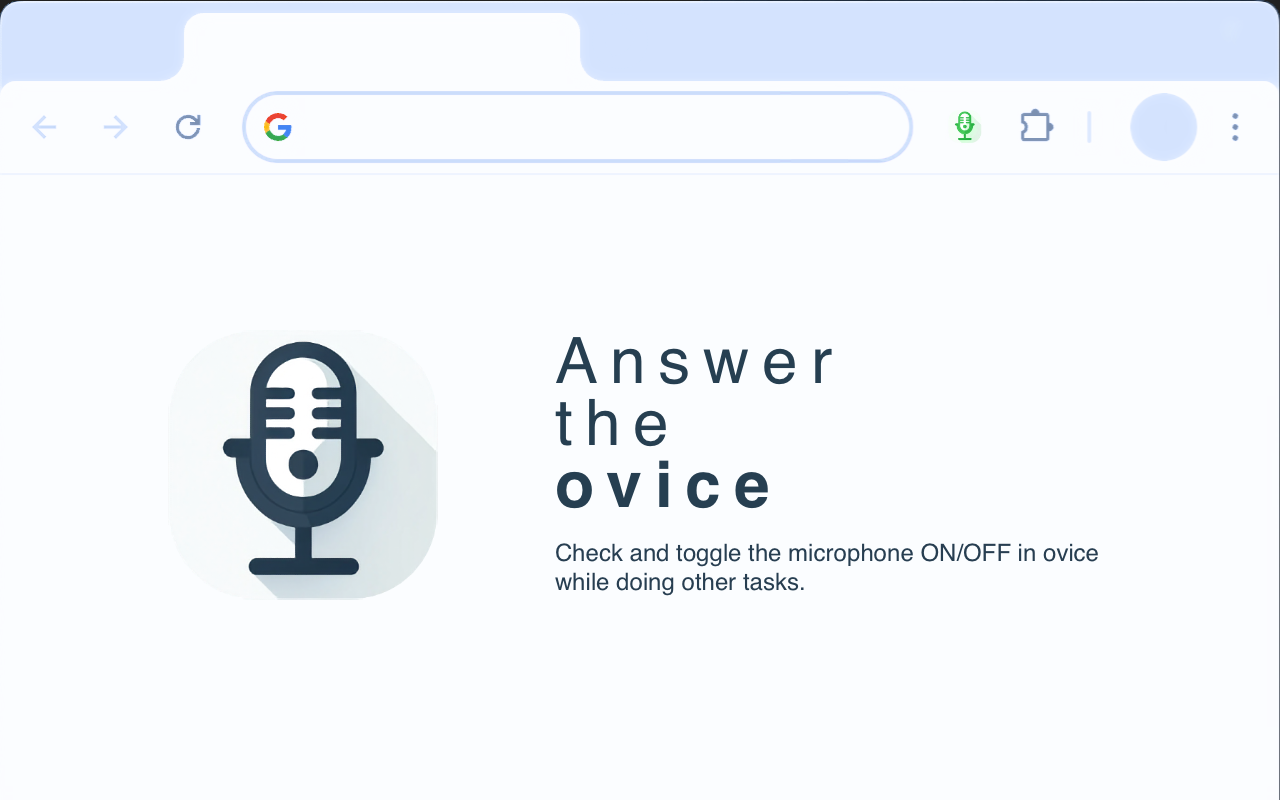 Answer
the
ovice
Check and toggle the microphone ON/OFF in ovice
while doing other tasks.